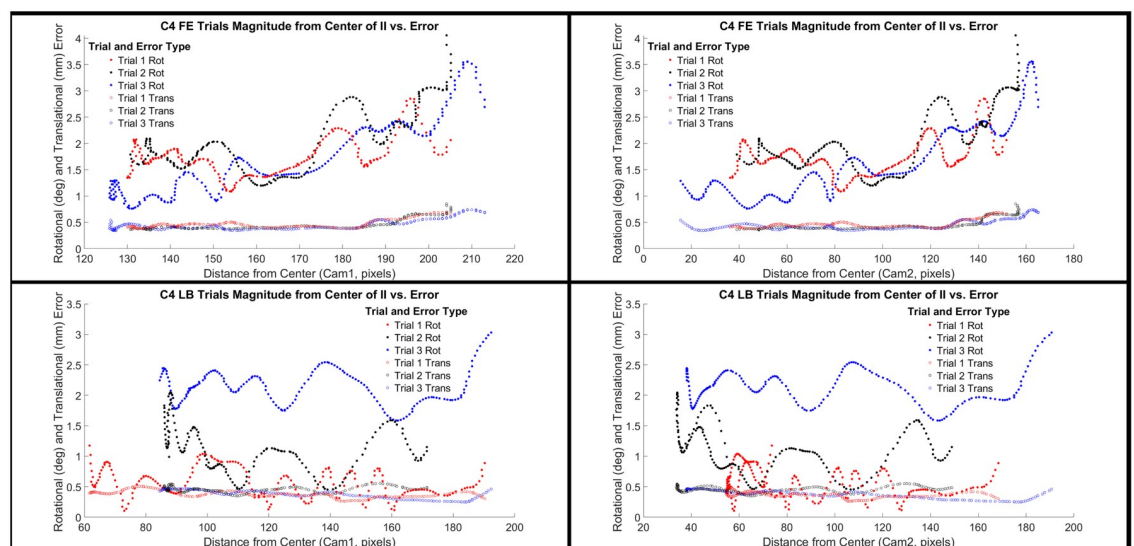 C4 FE Trials Magnitude from Center of II vs. Error
Rotational (deg) and Translational (mm) Error
4
3.5
3
2.5
2
1.5
1
0.5
0
Trial and Error Type
Trial 1 Rot
Trial 2 Rot
Trial 3 Rot
Trial 1 Trans
Trial 2 Trans
Trial 3 Trans
120 130 140 150 160 170 180 190 200 210 220
Distance from Center (Cam1, pixels)
C4 FE Trials Magnitude from Center of II vs. Error
Rotational (deg) and Translational (mm) Error
4
3.5
3
2.5
2
1.5
1
0.5
0
Trial and Error Type
Trial 1 Rot
Trial 2 Rot
Trial 3 Rot
Trial 1 Trans
Trial 2 Trans
Trial 3 Trans
0 20 40 60 80 100 120 140 160 180
Distance from Center (Cam2, pixels)
C4 LB Trials Magnitude from Center of II vs. Error
Rotational (deg) and Translational (mm) Error
3.5
3
2.5
2
1.5
1
0.5
0
Trial and Error Type
Trial 1 Rot
Trial 2 Rot
Trial 3 Rot
Trial 1 Trans
Trial 2 Trans
Trial 3 Trans
60 80 100 120 140 160 180 200
Distance from Center (Cam1, pixels)
C4 LB Trials Magnitude from Center of II vs. Error
Rotational (deg) and Translational (mm) Error
3.5
3
2.5
2
1.5
1
0.5
0
Trial and Error Type
Trial 1 Rot
Trial 2 Rot
Trial 3 Rot
Trial 1 Trans
Trial 2 Trans
Trial 3 Trans
20 40 60 80 100 120 140 160 180 200
Distance from Center (Cam2, pixels)